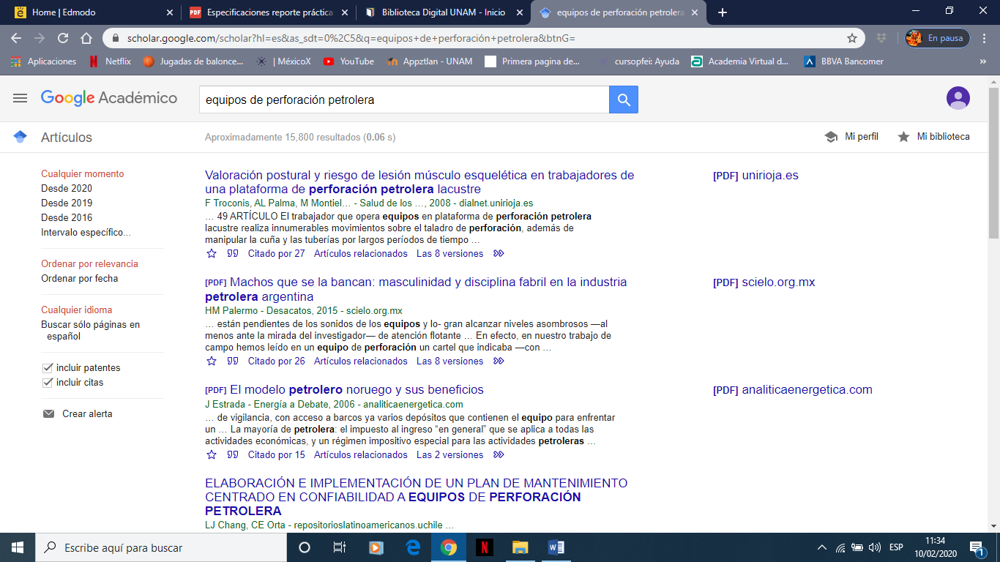 Home | Edmodo
Especificaciones reporte práctica
Biblioteca Digital UNAM - Inicio
equipos de perforación petrolera
scholar.google.com/scholar?hl=es&as_sdt=0%2C5&q=equipos+de+perforación+petrolera&btnG=
En pausa
Aplicaciones
Netflix
Jugadas de balonce...
| MéxicoX
YouTube
Appztlan - UNAM
Primera pagina de...
cursopfei: Ayuda
Academia Virtual d...
BBVA Bancomer
»
Google Académico
equipos de perforación petrolera
Artículos
Aproximadamente 15,800 resultados (0.06 s)
Mi perfil
Mi biblioteca
Cualquier momento
Desde 2020
Desde 2019
Desde 2016
Intervalo específico...
Ordenar por relevancia
Ordenar por fecha
Cualquier idioma
Buscar sólo páginas en
español
incluir patentes
incluir citas
Crear alerta
Valoración postural y riesgo de lesión músculo esquelética en trabajadores de
una plataforma de perforación petrolera lacustre
F Troconis, AL Palma, M Montiel... - Salud de los ..., 2008 - dialnet.unirioja.es
... 49 ARTÍCULO El trabajador que opera equipos en plataforma de perforación petrolera
lacustre realiza innumerables movimientos sobre el taladro de perforación, además de
manipular la cuña y las tuberías por largos períodos de tiempo ...
Citado por 27 Artículos relacionados Las 8 versiones
[PDF] unirioja.es
[PDF] Machos que se la bancan: masculinidad y disciplina fabril en la industria
petrolera argentina
HM Palermo - Desacatos, 2015 - scielo.org.mx
... están pendientes de los sonidos de los equipos y lo- gran alcanzar niveles asombrosos —al
menos ante la mirada del investigador— de atención flotante ... En efecto, en nuestro trabajo de
campo hemos leído en un equipo de perforación un cartel que indicaba —con ...
Citado por 26 Artículos relacionados Las 8 versiones
[PDF] scielo.org.mx
[PDF] El modelo petrolero noruego y sus beneficios
J Estrada - Energía a Debate, 2006 - analiticaenergetica.com
... de vigilancia, con acceso a barcos ya varios depósitos que contienen el equipo para enfrentar
un ... La mayoría de petrolera: el impuesto al ingreso “en general” que se aplica a todas las
actividades económicas, y un régimen impositivo especial para las actividades petroleras ...
Citado por 15 Artículos relacionados Las 2 versiones
[PDF] analiticaenergetica.com
ELABORACIÓN E IMPLEMENTACIÓN DE UN PLAN DE MANTENIMIENTO
CENTRADO EN CONFIABILIDAD A EQUIPOS DE PERFORACIÓN
PETROLERA
LJ Chang, CE Orta - repositorioslatinoamericanos.uchile ...
Escribe aquí para buscar
ESP
11:34
10/02/2020
1